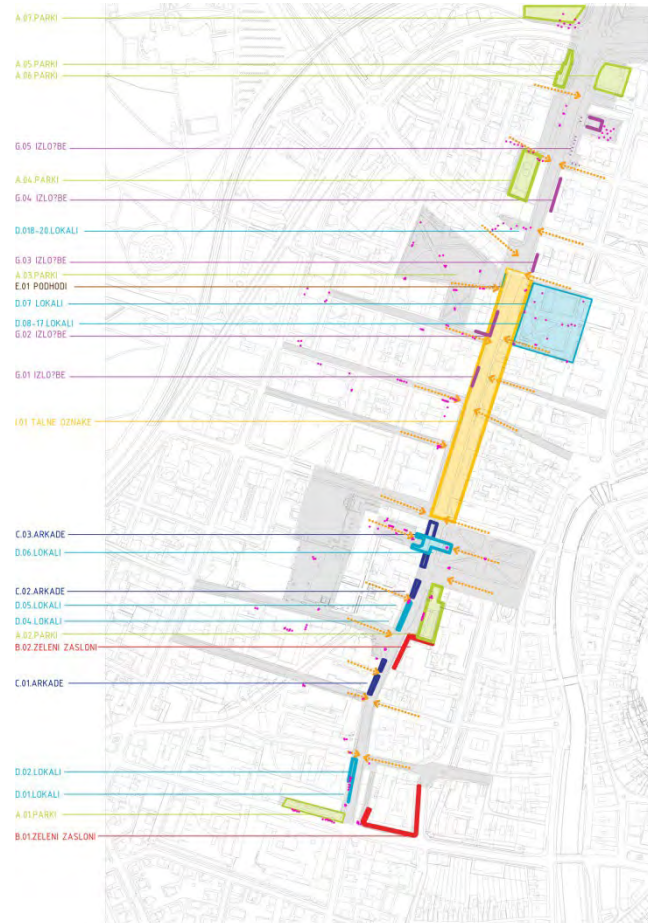 A.07.PARKI
A.05.PARKI
A.06.PARKI
G.05 IZLO?BE
A.04.PARKI
G.04 IZLO?BE
D.018-20.LOKALI
G.03 IZLO?BE
A.03.PARKI
E.01 PODHODI
D.07 LOKALI
D.08-17.LOKALI
G.02 IZLO?BE
G.01 IZLO?BE
I.01 TALNE OZNAKE
C.03.ARKADE
D.06.LOKALI
C.02.ARKADE
D.05.LOKALI
D.04.LOKALI
A.02.PARKI
B.02.ZELENI ZASLONI
C.01.ARKADE
D.02.LOKALI
D.01.LOKALI
A.01.PARKI
B.01.ZELENI ZASLONI